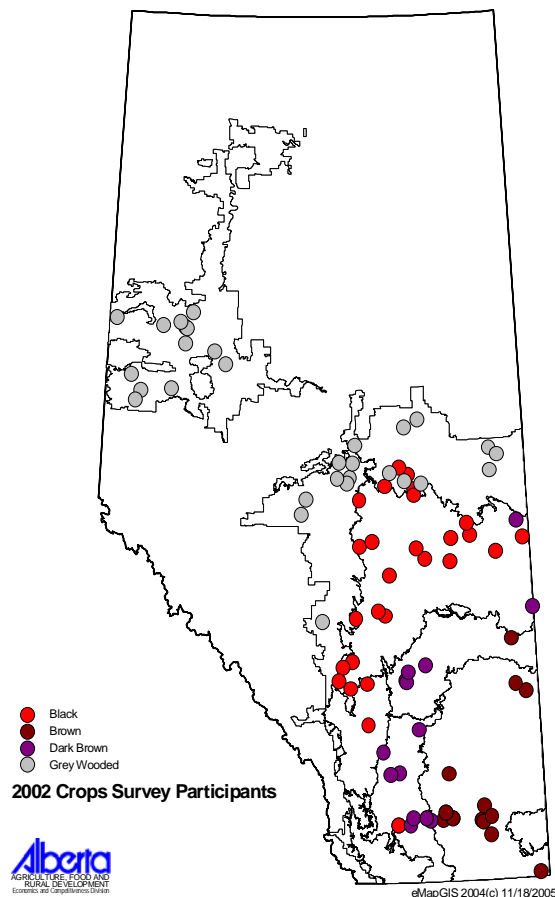 Black
Brown
Dark Brown
Grey Wooded
2002 Crops Survey Participants
Alberta
AGRICULTURE, FOOD AND
RURAL DEVELOPMENT
Economics and Competitiveness Division
eMapGIS 2004(c) 11/18/2005